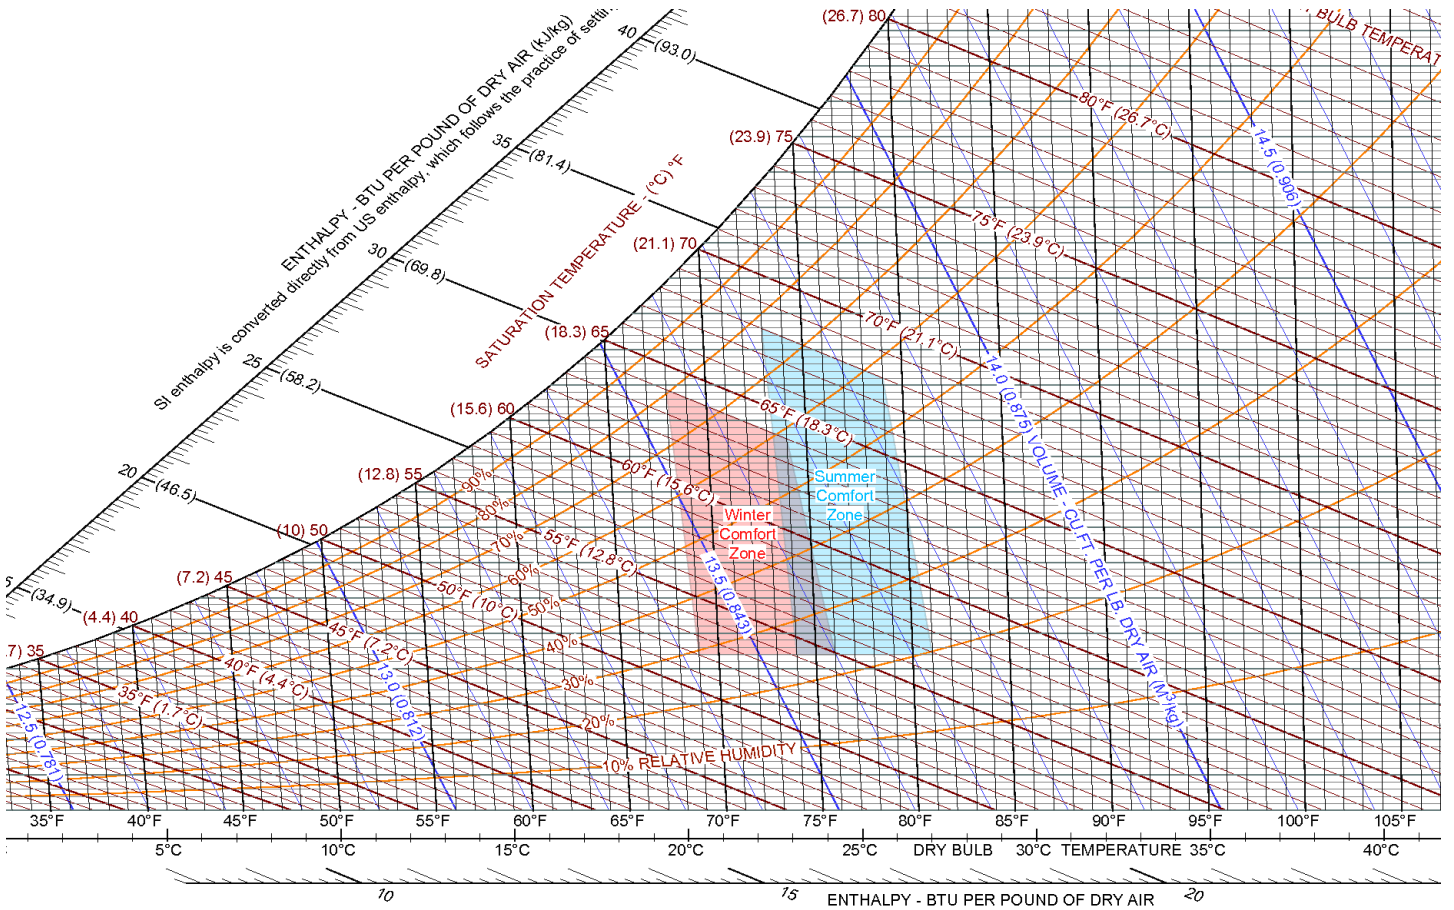 ENTHALPY - BTU PER POUND OF DRY AIR (kJ/kg)
SI enthalpy is converted directly from US enthalpy, which follows the practice of
SATURATION TEMPERATURE - (°C) °F
40 (93.0)
35 (81.4)
30 (69.8)
25 (58.2)
20 (46.5)
(34.9)
(26.7) 80
(23.9) 75
(21.1) 70
(18.3) 65
(15.6) 60
(12.8) 55
(10) 50
(7.2) 45
(4.4) 40
7) 35
BULB
80°F (26.7°C)
75°F (23.9°C)
70°F (21.1°C)
65°F (18.3°C)
60°F (15.6°C)
55°F (12.8°C)
50°F (10°C)
45°F (7.2°C)
40°F (4.4°C)
35°F (1.7°C)
14.5 (0.906)
14.0 (0.875) VOLUME - CU.FT PER LB. DRY AIR (M³/kg)
13.5 (0.843)
13.0 (0.812)
12.5 (0.781)
Summer
Comfort
Zone
Winter
Comfort
Zone
90%
80%
70%
60%
50%
40%
30%
20%
10% RELATIVE HUMIDITY
35°F 40°F 45°F 50°F 55°F 60°F 65°F 70°F 75°F 80°F 85°F 90°F 95°F 100°F 105°F
5°C 10°C 15°C 20°C 25°C DRY BULB 30°C TEMPERATURE 35°C 40°C
10 15 20
ENTHALPY - BTU PER POUND OF DRY AIR